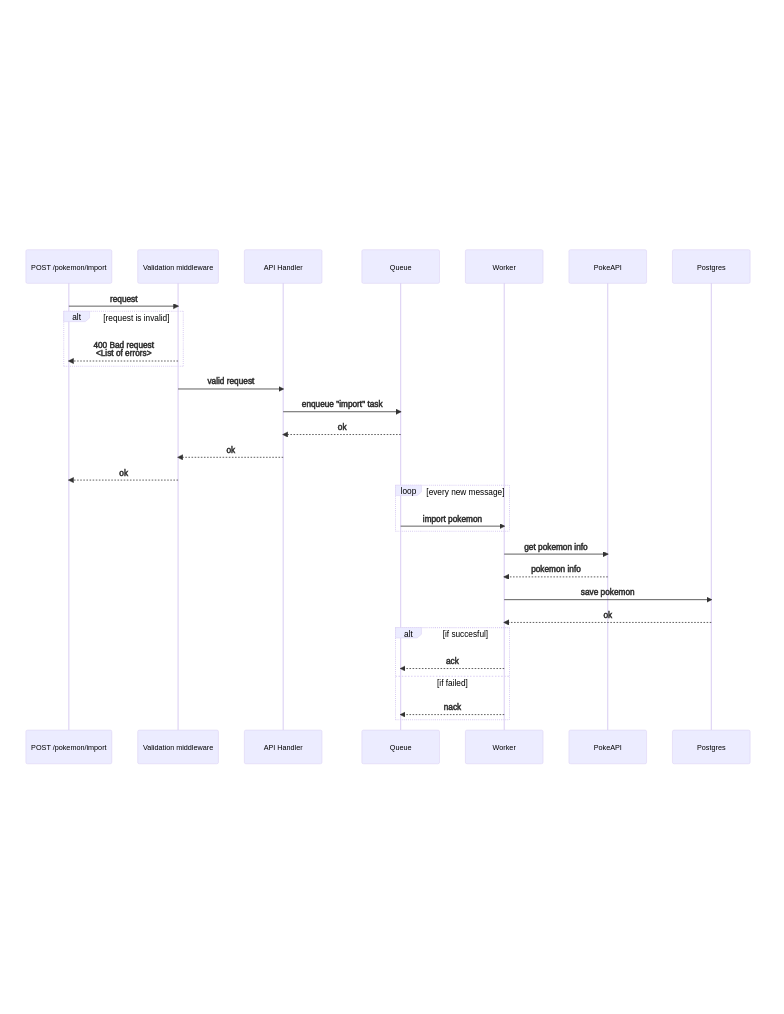 POST /pokemon/import
Validation middleware
API Handler
Queue
Worker
PokeAPI
Postgres
request
alt
[request is invalid]
400 Bad request
<List of errors>
valid request
enqueue "import" task
ok
ok
ok
loop
[every new message]
import pokemon
get pokemon info
pokemon info
save pokemon
ok
alt
[if succesful]
ack
[if failed]
nack
POST /pokemon/import
Validation middleware
API Handler
Queue
Worker
PokeAPI
Postgres